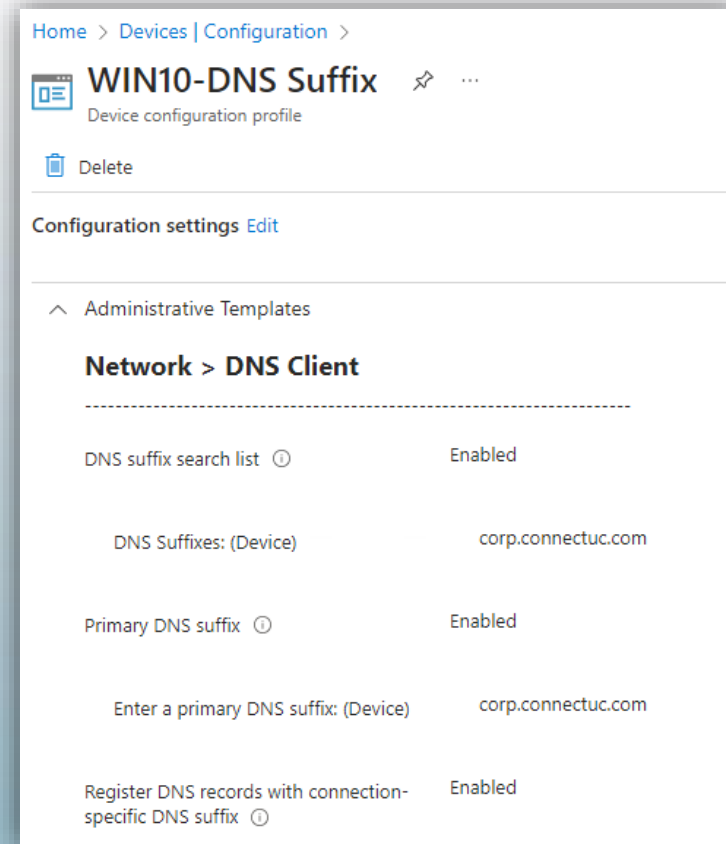 Home > Devices | Configuration >
WIN10-DNS Suffix ...
Device configuration profile
Delete
Configuration settings Edit
Administrative Templates
Network > DNS Client
------------------------------------------------------------------------
DNS suffix search list Enabled
DNS Suffixes: (Device) corp.connectuc.com
Primary DNS suffix Enabled
Enter a primary DNS suffix: (Device) corp.connectuc.com
Register DNS records with connection- Enabled
specific DNS suffix